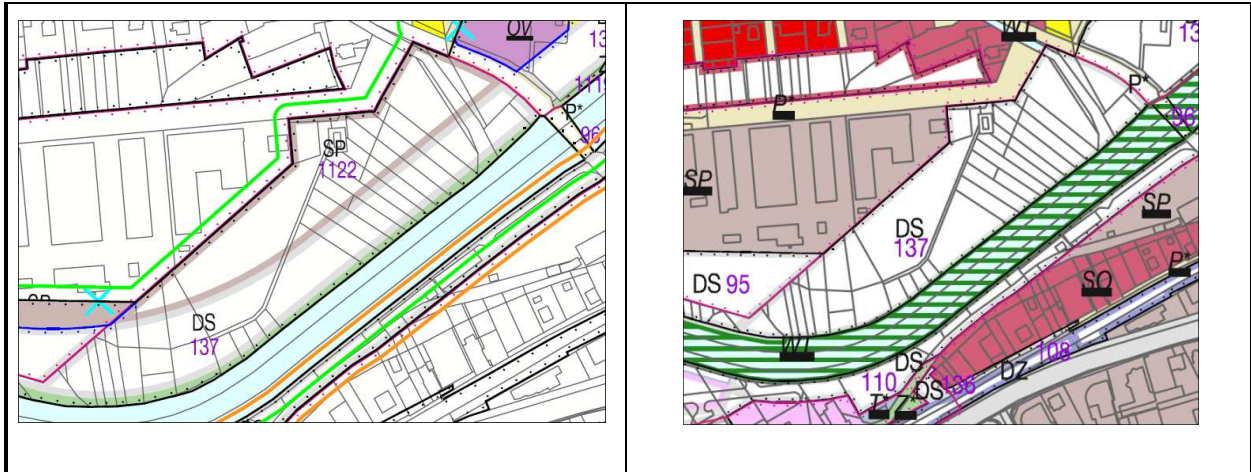 OV
13
1119
P*
96
SP
1122
DS
137
WT
13
P*
96
P*
SP
DS
137
DS 95
SP
SO
P*
WT
DS
108
DZ
110
136
DS
T*